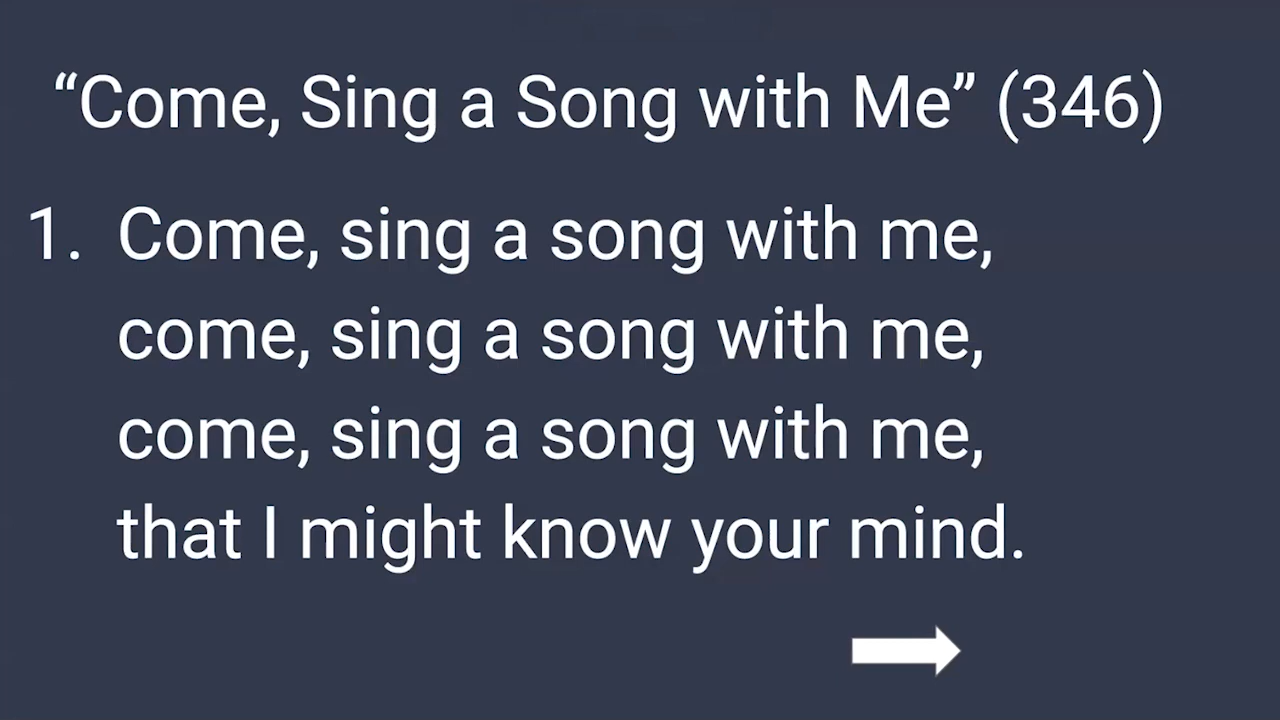 “Come, Sing a Song with Me” (346)
1. Come, sing a song with me,
come, sing a song with me,
come, sing a song with me,
that I might know your mind.